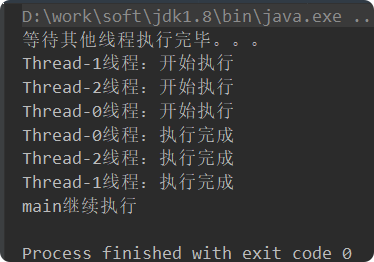 D:\work\soft\jdk1.8\bin\java.exe ...
等待其他线程执行完毕。。。
Thread-1线程：开始执行
Thread-2线程：开始执行
Thread-0线程：开始执行
Thread-0线程：执行完成
Thread-2线程：执行完成
Thread-1线程：执行完成
main继续执行
Process finished with exit code 0